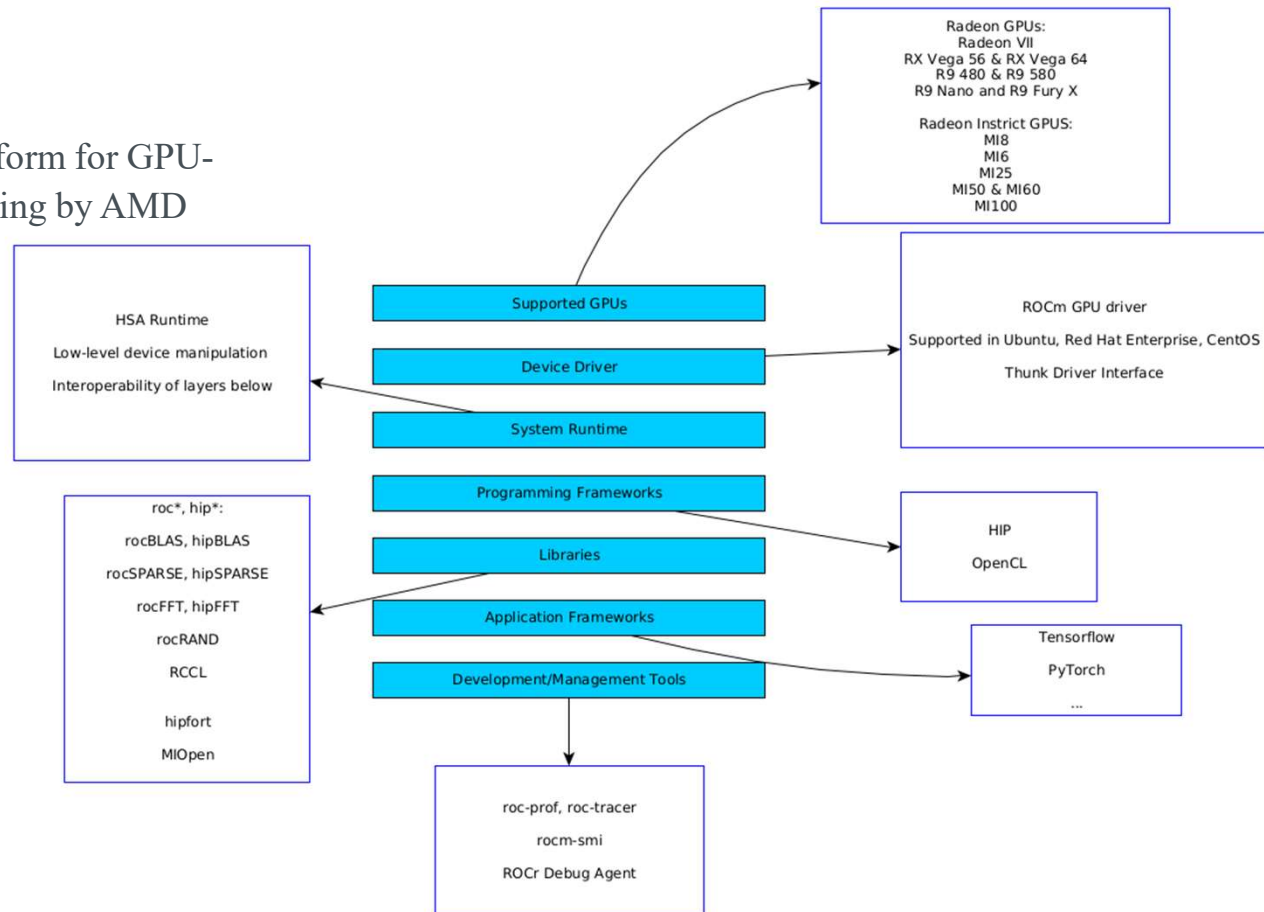 form for GPU-
ing by AMD
Radeon GPUs:
Radeon VII
RX Vega 56 & RX Vega 64
R9 480 & R9 580
R9 Nano and R9 Fury X
Radeon Instrict GPUS:
MI8
MI6
MI25
MI50 & MI60
MI100
HSA Runtime
Low-level device manipulation
Interoperability of layers below
Supported GPUs
Device Driver
System Runtime
Programming Frameworks
Libraries
Application Frameworks
Development/Management Tools
ROCm GPU driver
Supported in Ubuntu, Red Hat Enterprise, CentOS
Thunk Driver Interface
roc*, hip*:
rocBLAS, hipBLAS
rocSPARSE, hipSPARSE
rocFFT, hipFFT
rocRAND
RCCL
hipfort
MIOpen
HIP
OpenCL
Tensorflow
PyTorch
...
roc-prof, roc-tracer
rocm-smi
ROCr Debug Agent